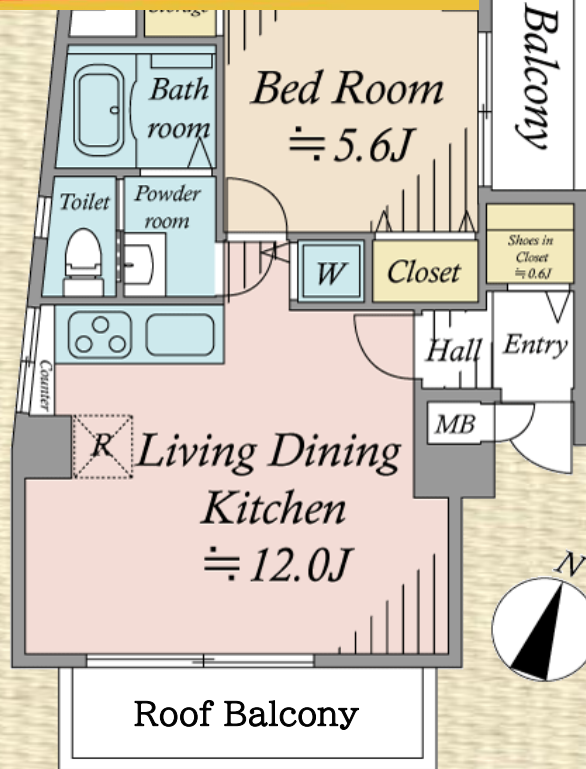 Storage
Balcony
Bath
room
Bed Room
≒5.6J
Toilet
Powder
room
W
Closet
Shoes in
Closet
≒0.6J
Counter
Hall
Entry
MB
R
Living Dining
Kitchen
≒12.0J
N
Roof Balcony